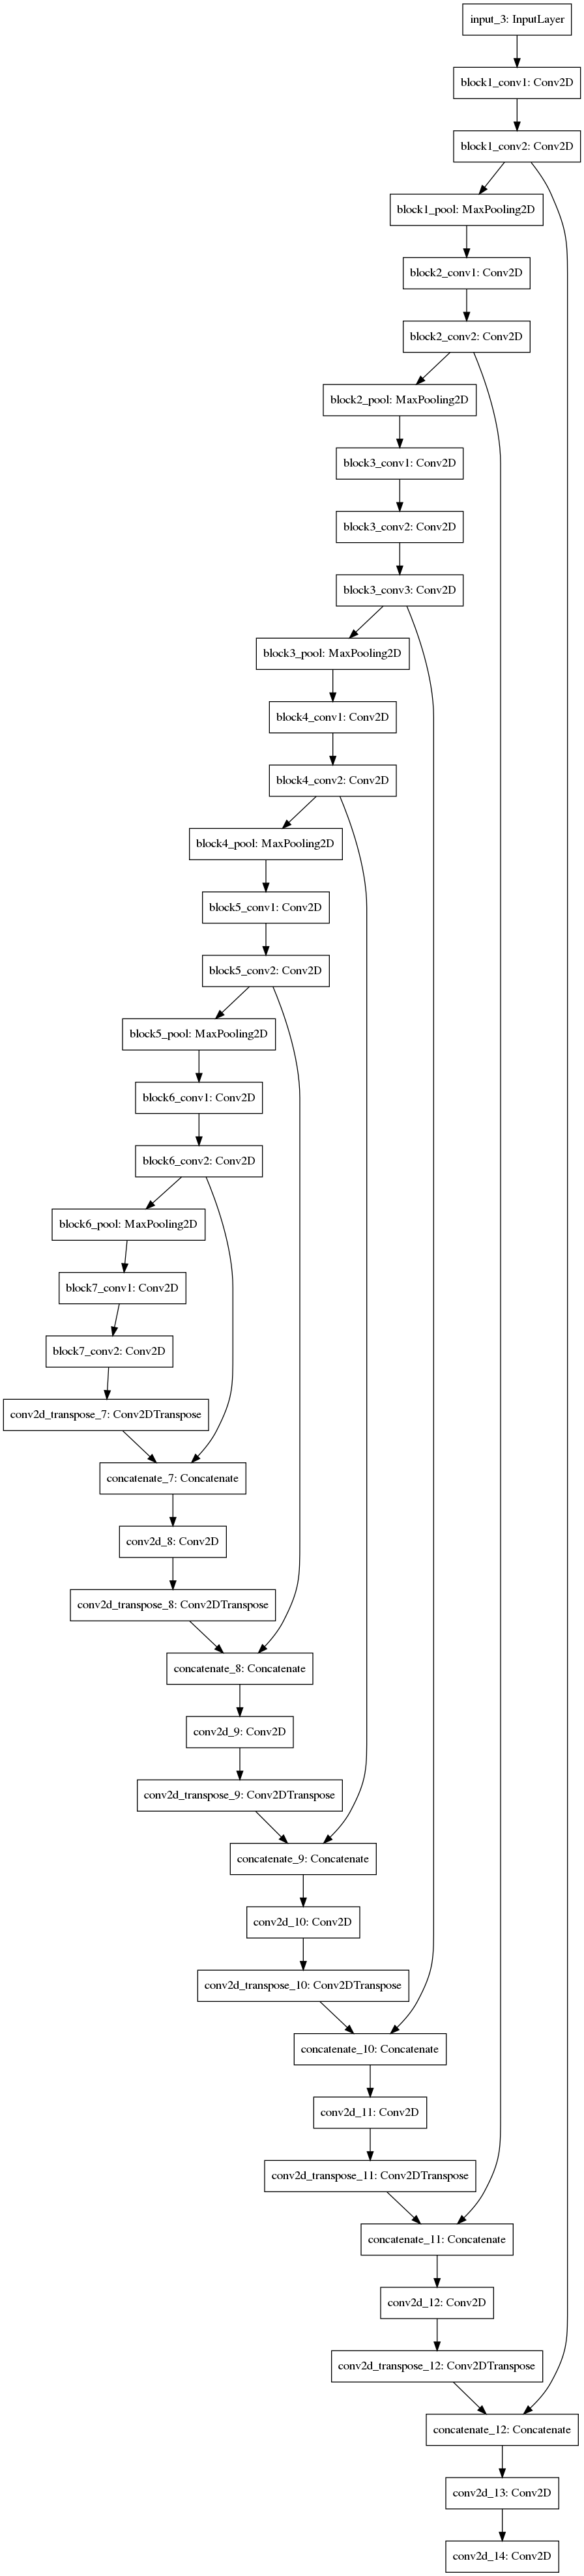 input_3: InputLayer
block1_conv1: Conv2D
block1_conv2: Conv2D
block1_pool: MaxPooling2D
block2_conv1: Conv2D
block2_conv2: Conv2D
block2_pool: MaxPooling2D
block3_conv1: Conv2D
block3_conv2: Conv2D
block3_conv3: Conv2D
block3_pool: MaxPooling2D
block4_conv1: Conv2D
block4_conv2: Conv2D
block4_pool: MaxPooling2D
block5_conv1: Conv2D
block5_conv2: Conv2D
block5_pool: MaxPooling2D
block6_conv1: Conv2D
block6_conv2: Conv2D
block6_pool: MaxPooling2D
block7_conv1: Conv2D
block7_conv2: Conv2D
conv2d_transpose_7: Conv2DTranspose
concatenate_7: Concatenate
conv2d_8: Conv2D
conv2d_transpose_8: Conv2DTranspose
concatenate_8: Concatenate
conv2d_9: Conv2D
conv2d_transpose_9: Conv2DTranspose
concatenate_9: Concatenate
conv2d_10: Conv2D
conv2d_transpose_10: Conv2DTranspose
concatenate_10: Concatenate
conv2d_11: Conv2D
conv2d_transpose_11: Conv2DTranspose
concatenate_11: Concatenate
conv2d_12: Conv2D
conv2d_transpose_12: Conv2DTranspose
concatenate_12: Concatenate
conv2d_13: Conv2D
conv2d_14: Conv2D